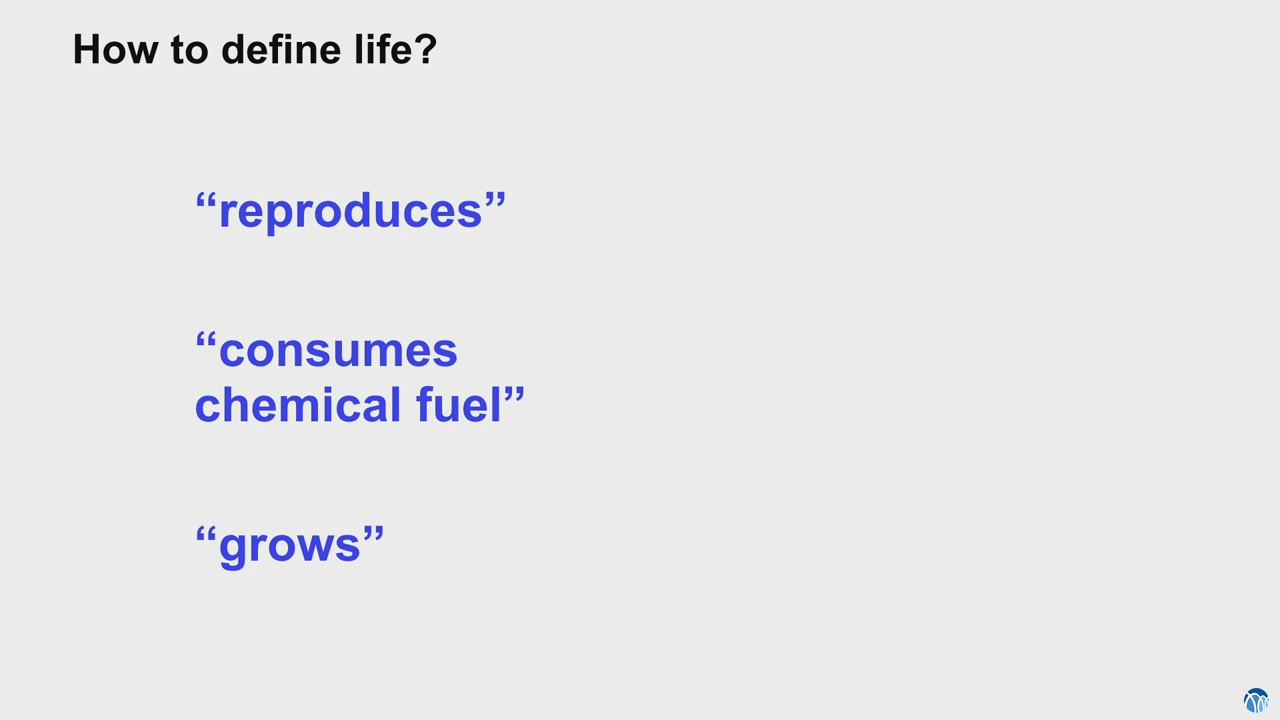 How to define life?
“reproduces”
“consumes
chemical fuel”
“grows”